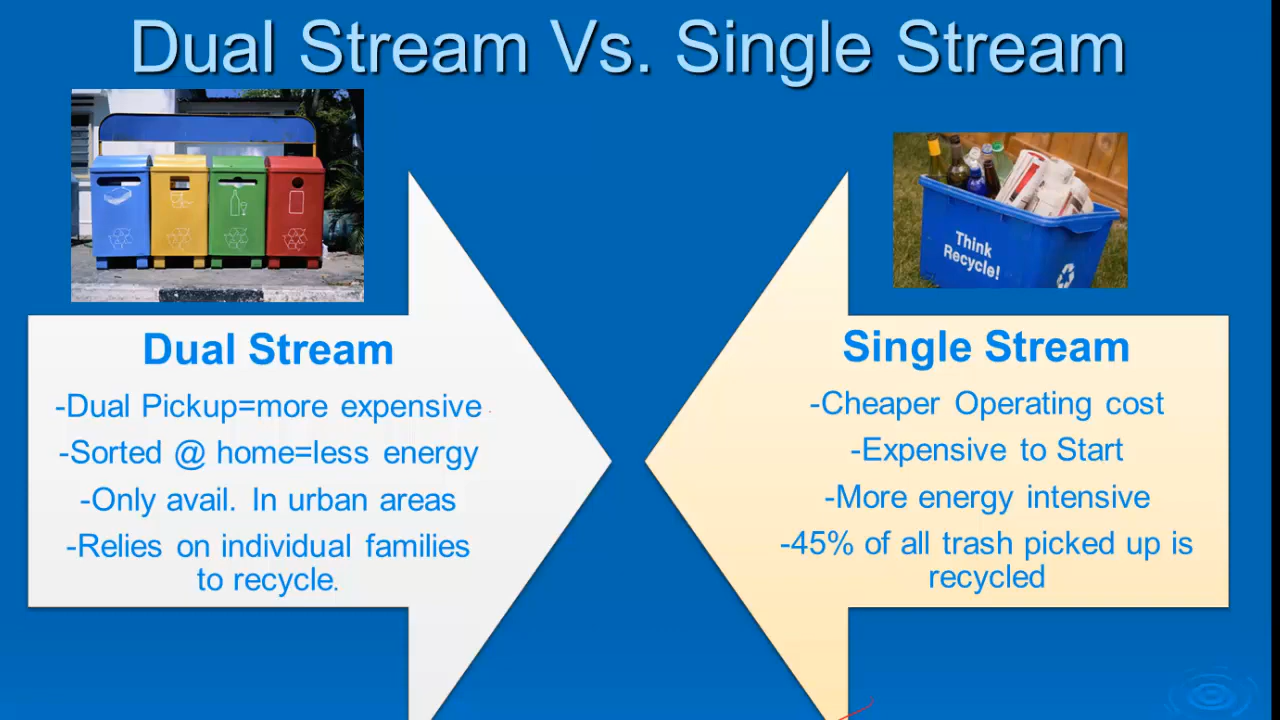 Dual Stream Vs. Single Stream
Think
Recycle!
Dual Stream
-Dual Pickup=more expensive
-Sorted @ home=less energy
-Only avail. In urban areas
-Relies on individual families
to recycle.
Single Stream
-Cheaper Operating cost
-Expensive to Start
-More energy intensive
-45% of all trash picked up is
recycled